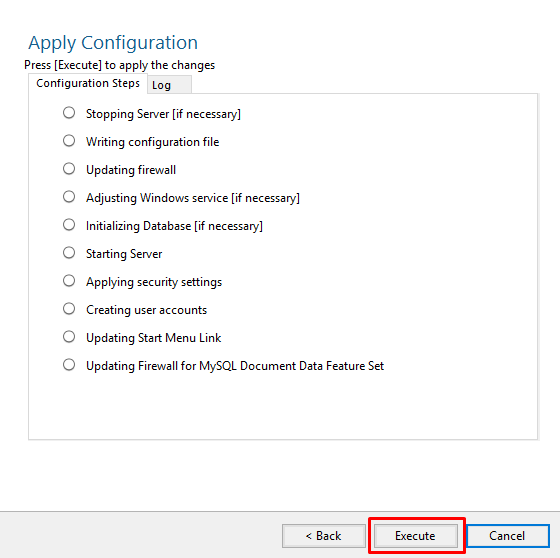 Apply Configuration
Press [Execute] to apply the changes
Configuration Steps
Log
Stopping Server [if necessary]
Writing configuration file
Updating firewall
Adjusting Windows service [if necessary]
Initializing Database [if necessary]
Starting Server
Applying security settings
Creating user accounts
Updating Start Menu Link
Updating Firewall for MySQL Document Data Feature Set
< Back
Execute
Cancel